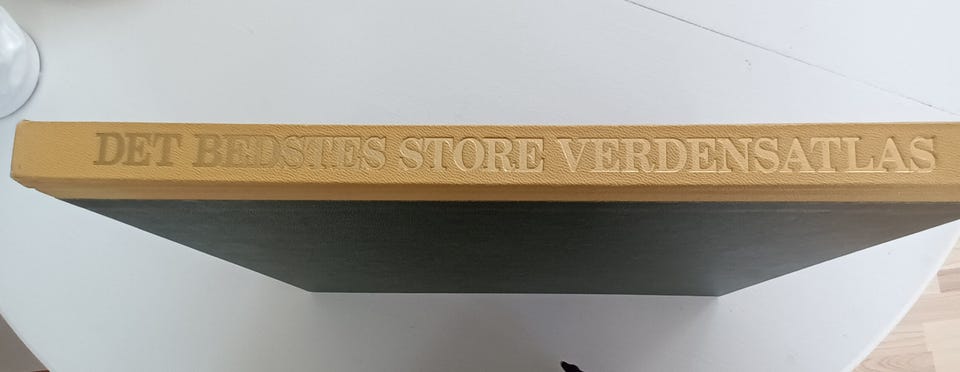 DET BEDSTES STORE VERDENSATLAS